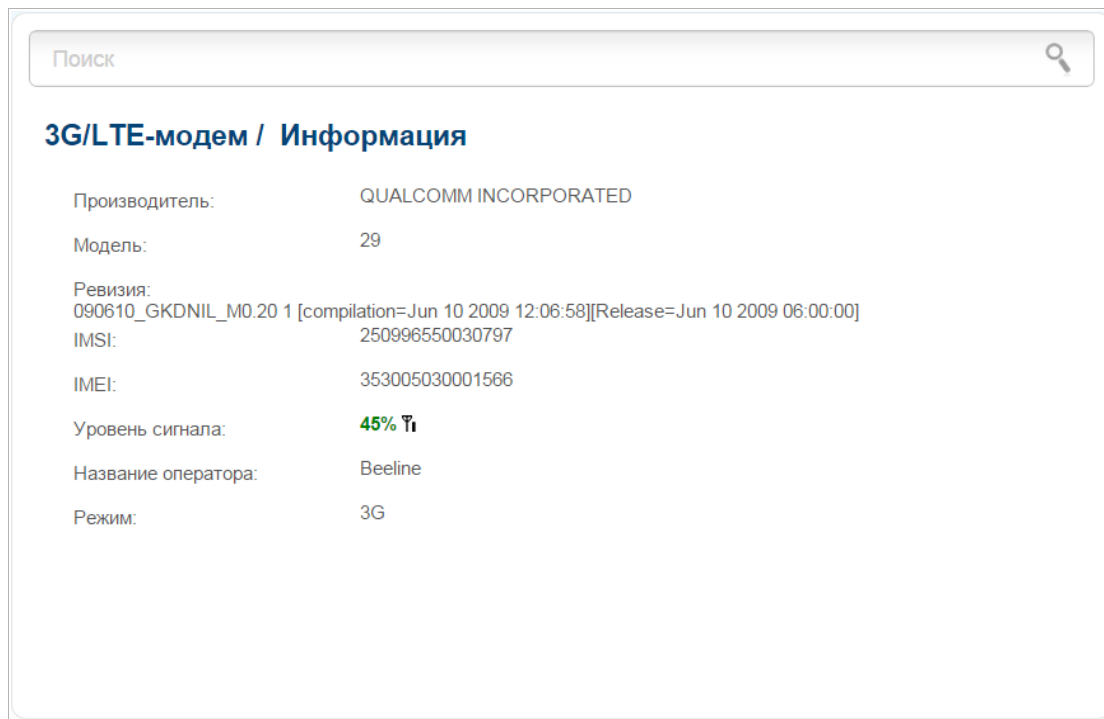 Поиск
3G/LTE-модем / Информация
Производитель: QUALCOMM INCORPORATED
Модель: 29
Ревизия:
090610_GKDNIL_M0.20 1 [compilation=Jun 10 2009 12:06:58][Release=Jun 10 2009 06:00:00]
IMSI: 250996550030797
IMEI: 353005030001566
Уровень сигнала: 45%
Название оператора: Beeline
Режим: 3G